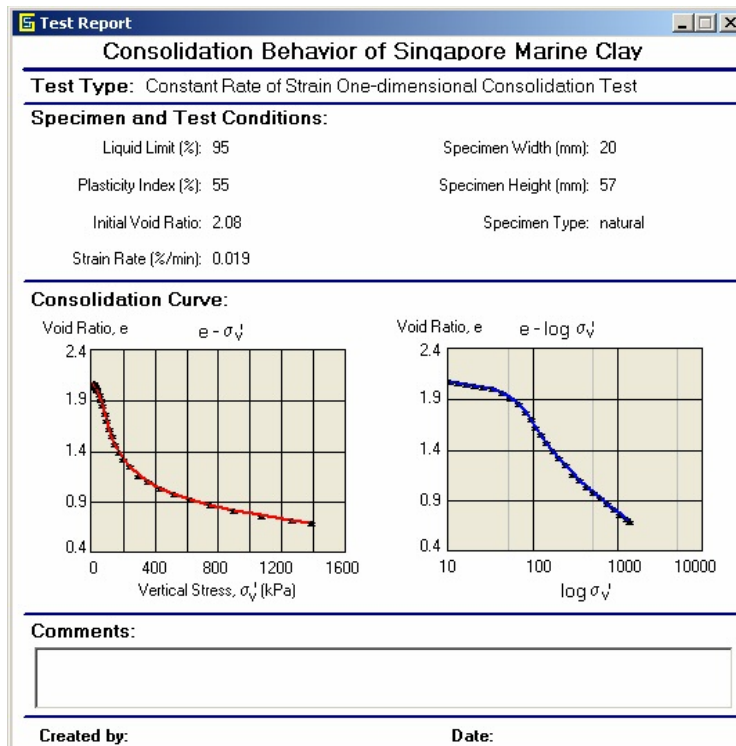 Test Report
Consolidation Behavior of Singapore Marine Clay
Test Type: Constant Rate of Strain One-dimensional Consolidation Test
Specimen and Test Conditions:
Liquid Limit (%): 95
Specimen Width (mm): 20
Plasticity Index (%): 55
Specimen Height (mm): 57
Initial Void Ratio: 2.08
Specimen Type: natural
Strain Rate (%/min): 0.019
Consolidation Curve:
Void Ratio, e
e - σv'
2.4
1.9
1.4
0.9
0.4
0 400 800 1200 1600
Vertical Stress, σv' (kPa)
Void Ratio, e
e - log σv'
2.4
1.9
1.4
0.9
0.4
10 100 1000 10000
log σv'
Comments:
Created by:
Date: